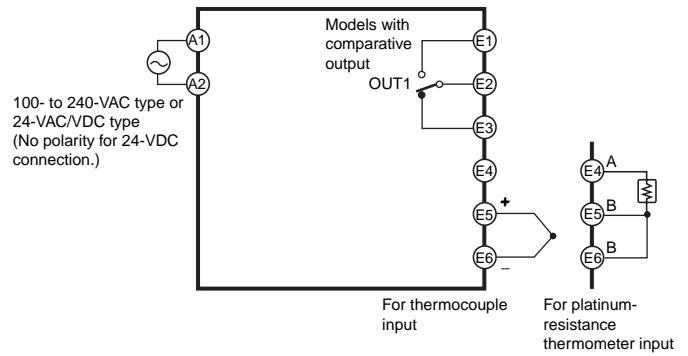 A1
A2
100- to 240-VAC type or
24-VAC/VDC type
(No polarity for 24-VDC
connection.)
Models with
comparative
output
OUT1
E1
E2
E3
E4
E5
+
E6
–
For thermocouple
input
E4
A
E5
B
E6
B
For platinum-
resistance
thermometer input